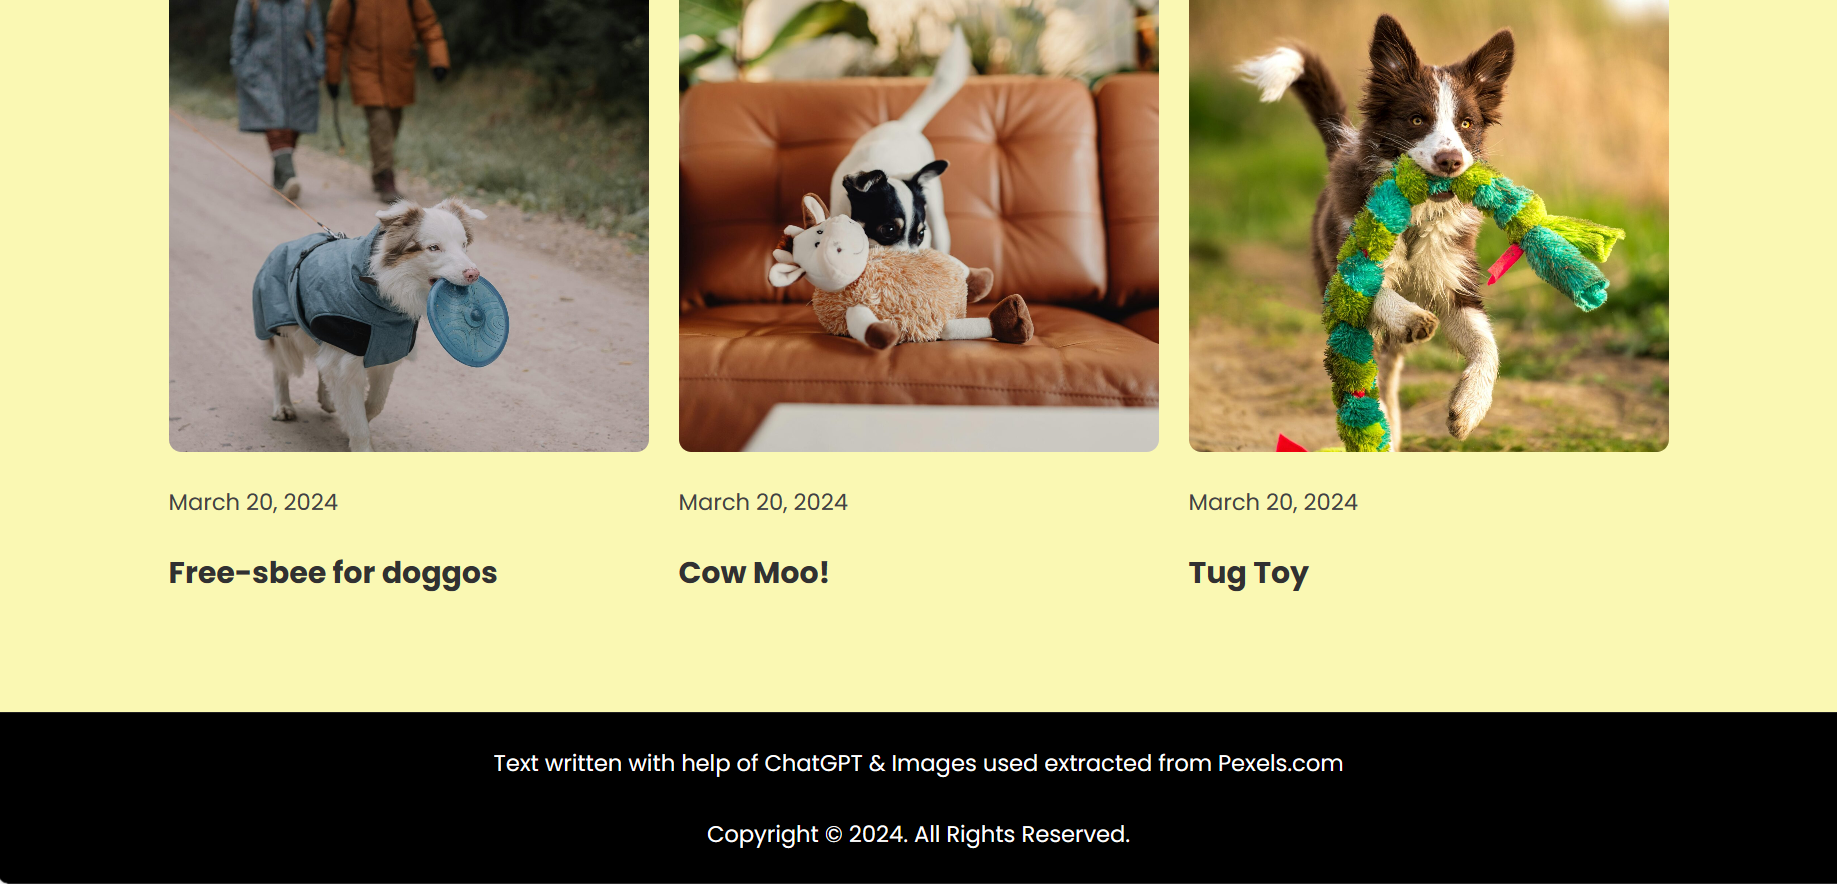 March 20, 2024
March 20, 2024
March 20, 2024
Free-sbee for doggos
Cow Moo!
Tug Toy
Text written with help of ChatGPT & Images used extracted from Pexels.com
Copyright © 2024. All Rights Reserved.